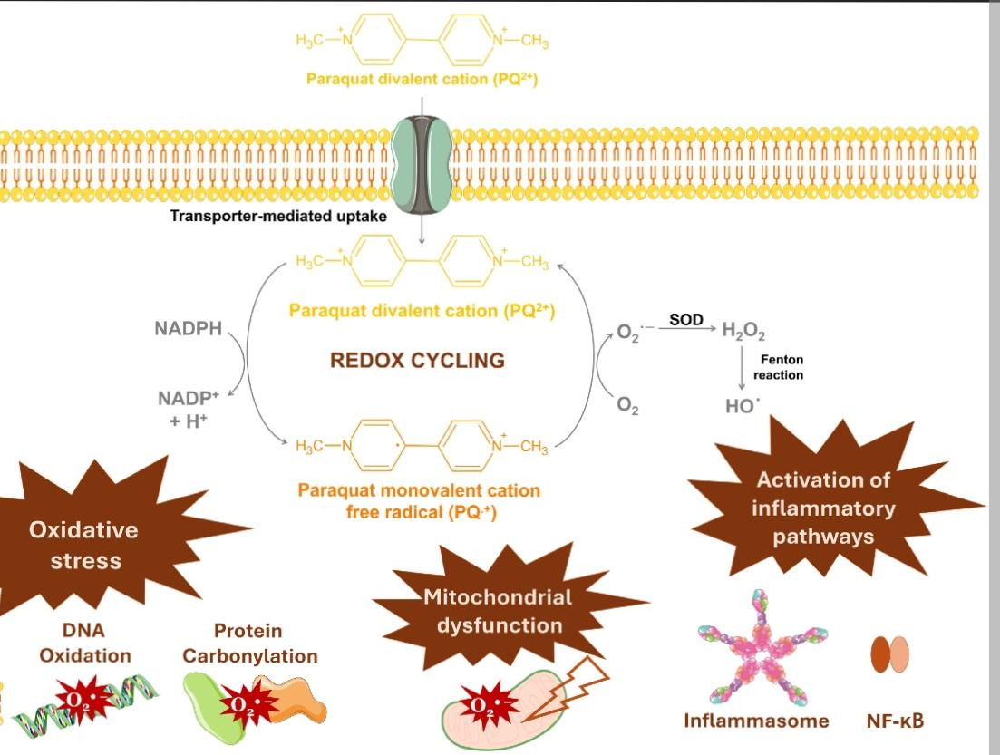 H₃C—N⁺ N⁺—CH₃
Paraquat divalent cation (PQ²⁺)
Transporter-mediated uptake
H₃C—N⁺ N⁺—CH₃
Paraquat divalent cation (PQ²⁺)
NADPH
REDOX CYCLING
O₂˙⁻
SOD
H₂O₂
Fenton
reaction
NADP⁺
+ H⁺
O₂
HO˙
H₃C—N N⁺—CH₃
Paraquat monovalent cation
free radical (PQ·⁺)
Oxidative
stress
Mitochondrial
dysfunction
Activation of
inflammatory
pathways
DNA
Oxidation
Protein
Carbonylation
O₂•⁻
O₂•⁻
O₂•⁻
Inflammasome
NF-κB